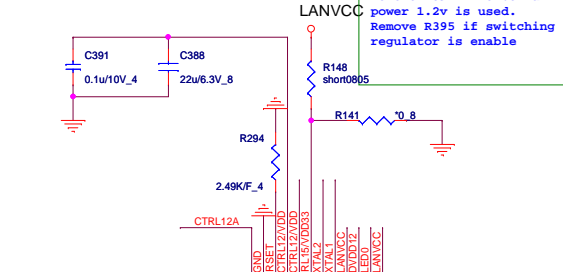 LANVCC
power 1.2v is used.
Remove R395 if switching
regulator is enable
C391
0.1u/10V_4
C388
22u/6.3V_8
R148
short0805
R141
*0_8
R294
2.49K/F_4
CTRL12A
GND
RSET
CTRL12/VDD
CTRL12/VDD
RL15/VDD33
XTAL2
XTAL1
LANVCC
DVDD12
LED0
LANVCC